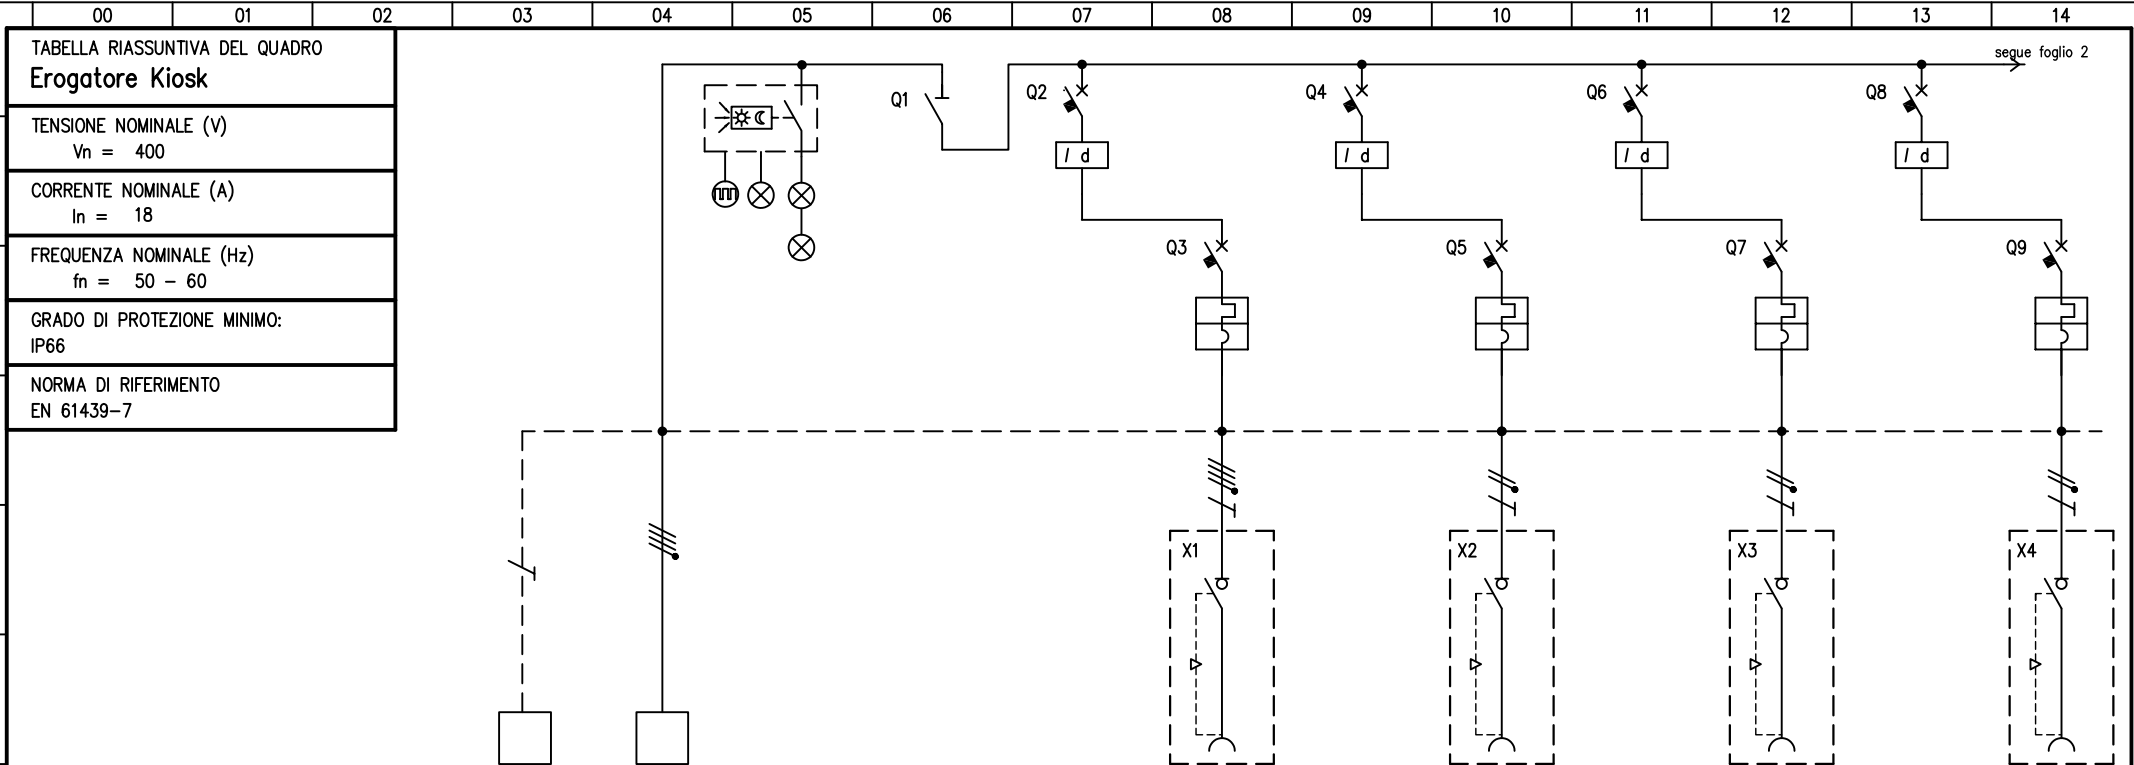 00 01 02 03 04 05 06 07 08 09 10 11 12 13 14
TABELLA RIASSUNTIVA DEL QUADRO
Erogatore Kiosk
TENSIONE NOMINALE (V)
Vn = 400
CORRENTE NOMINALE (A)
In = 18
FREQUENZA NOMINALE (Hz)
fn = 50 – 60
GRADO DI PROTEZIONE MINIMO:
IP66
NORMA DI RIFERIMENTO
EN 61439–7
segue foglio 2
Q1 Q2 Q4 Q6 Q8
I d I d I d I d
Q3 Q5 Q7 Q9
X1 X2 X3 X4